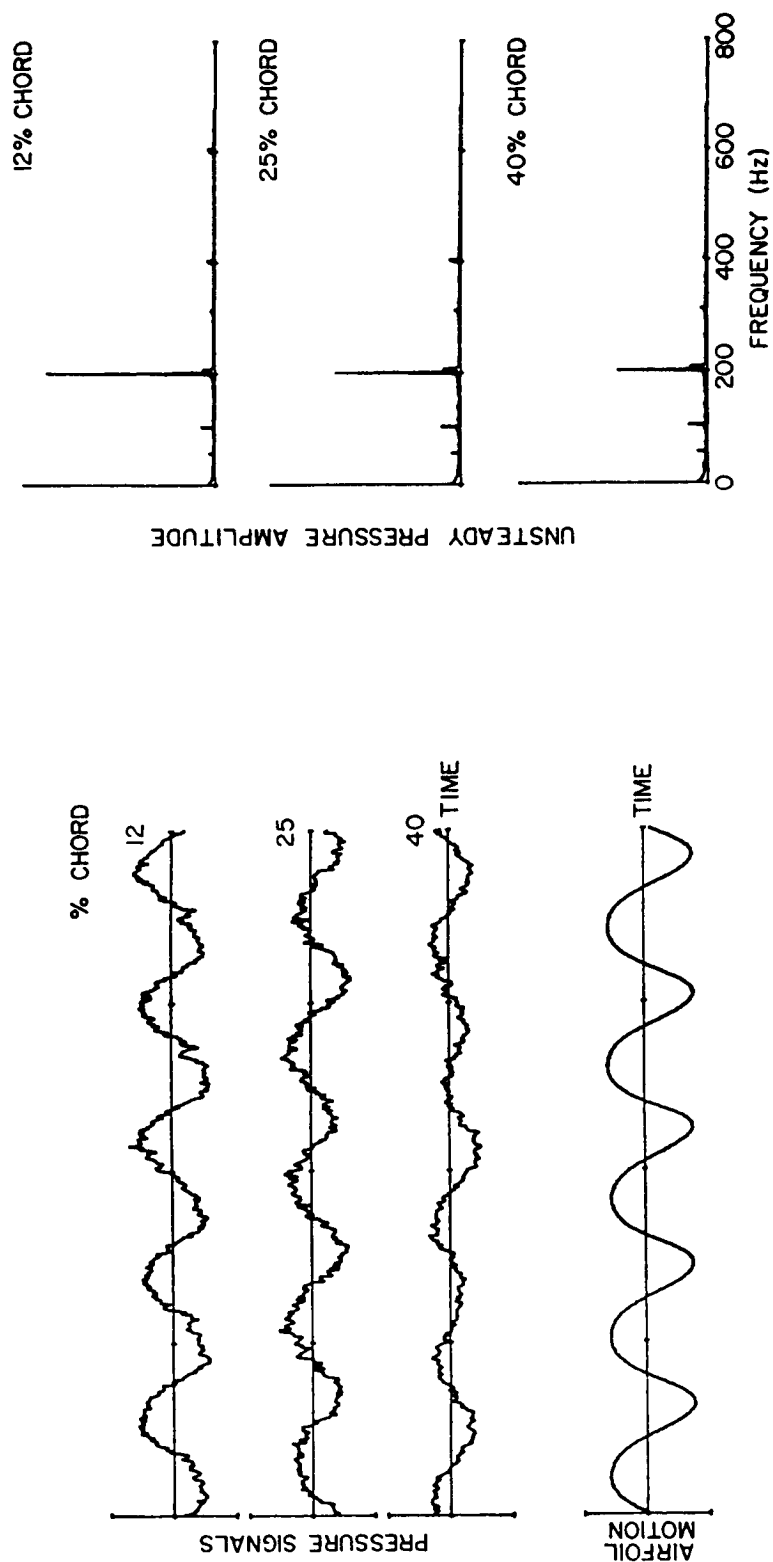 % CHORD
12
25
40
TIME
TIME
PRESSURE SIGNALS
AIRFOIL
MOTION
12% CHORD
25% CHORD
40% CHORD
UNSTEADY PRESSURE AMPLITUDE
0 200 400 600 800
FREQUENCY (Hz)